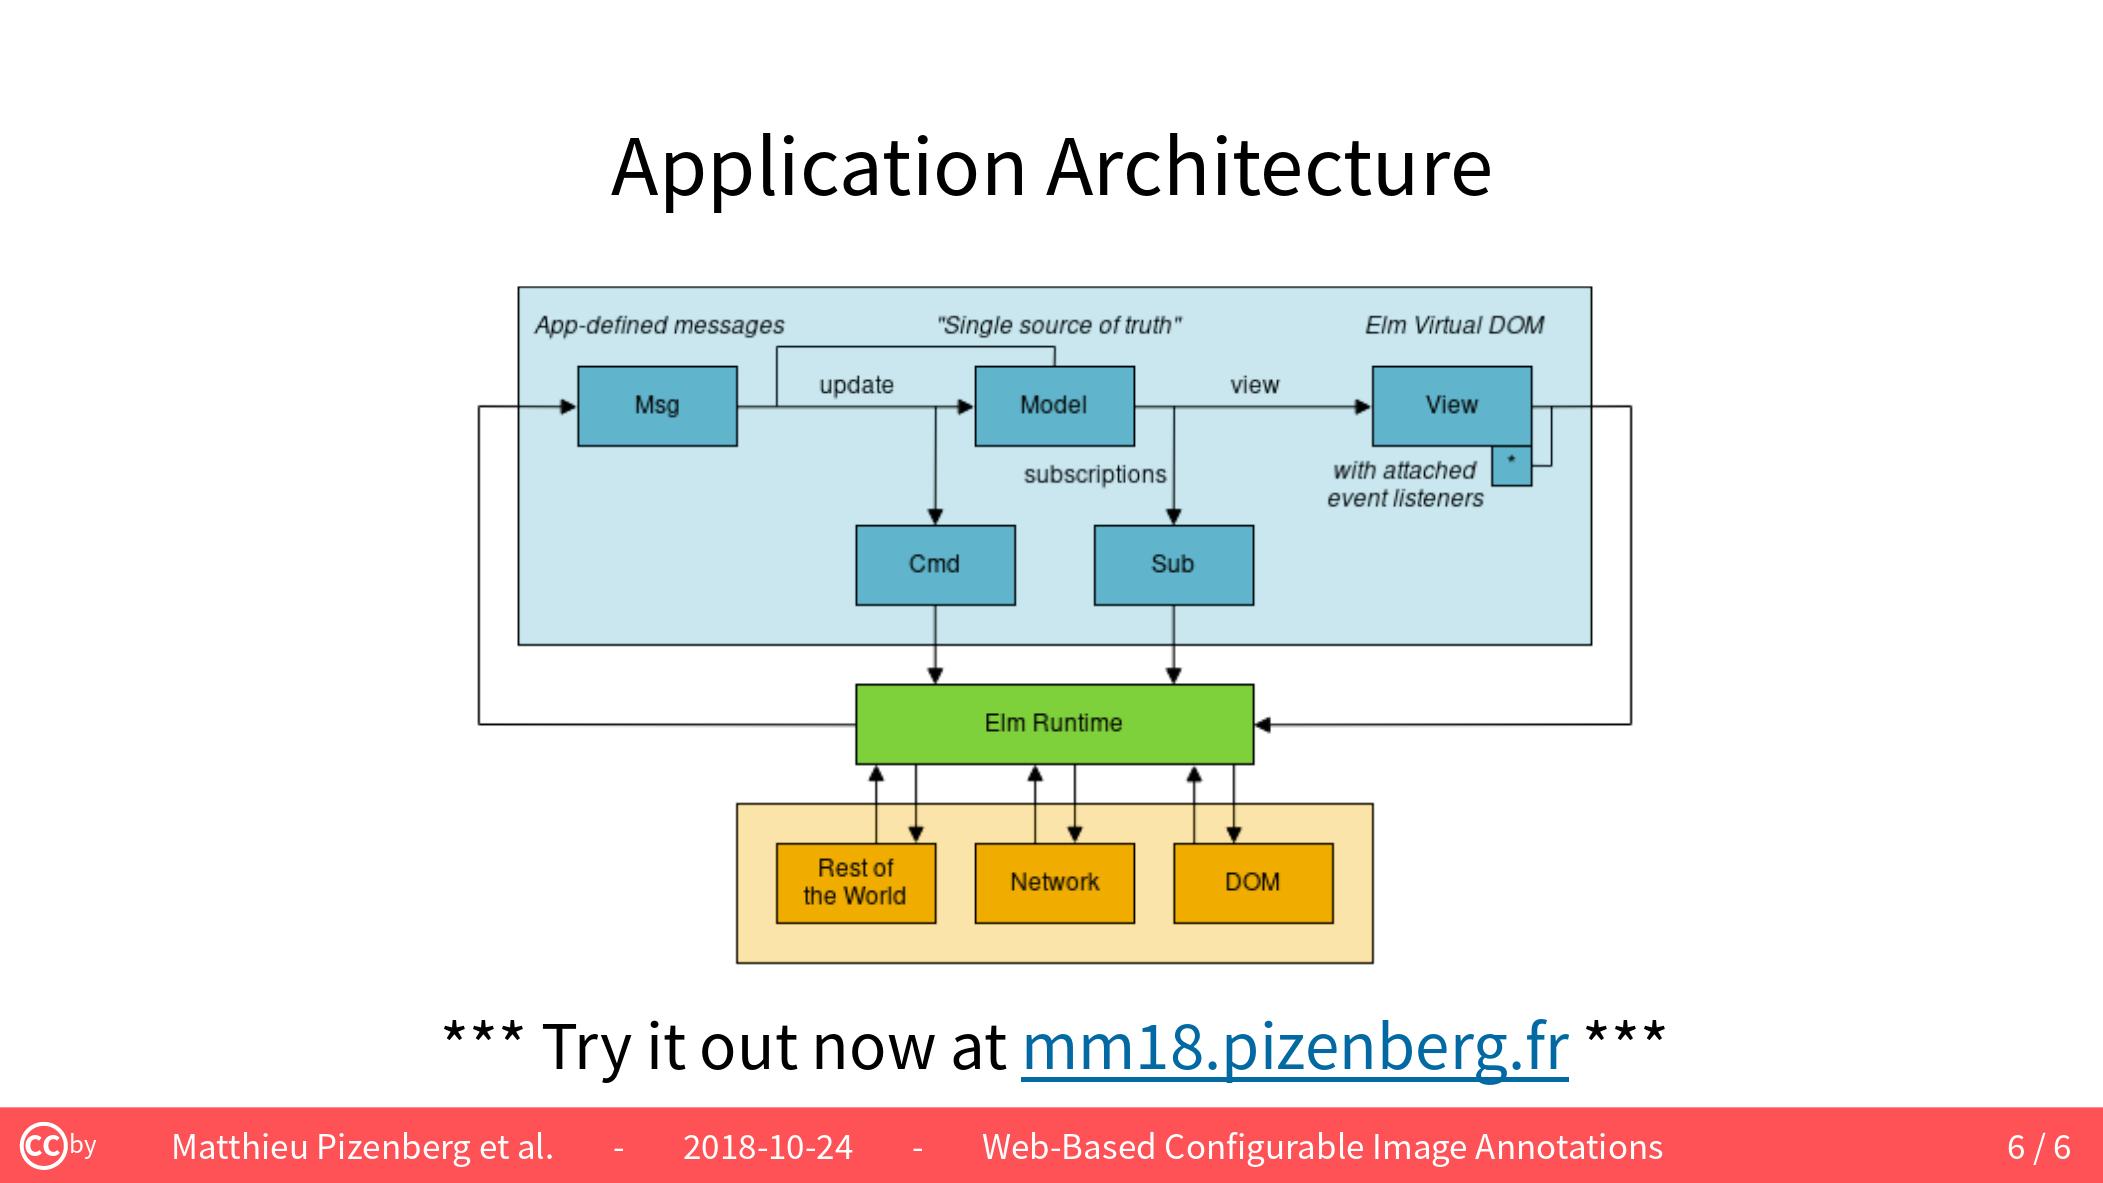 Application Architecture
App-defined messages
"Single source of truth"
Elm Virtual DOM
Msg
update
Model
view
View
*
subscriptions
with attached
event listeners
Cmd
Sub
Elm Runtime
Rest of
the World
Network
DOM
*** Try it out now at mm18.pizenberg.fr ***
cc by Matthieu Pizenberg et al. - 2018-10-24 - Web-Based Configurable Image Annotations 6 / 6